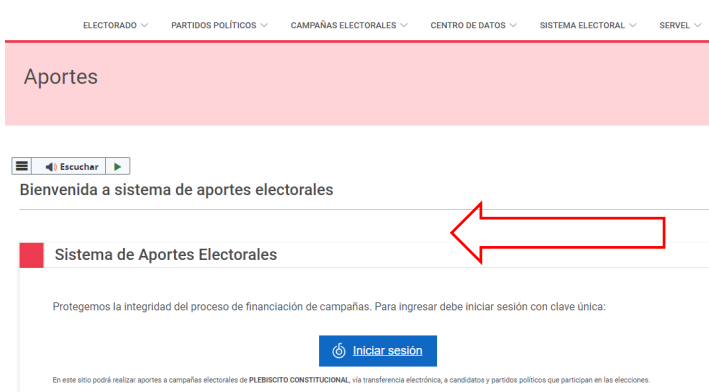 ELECTORADO PARTIDOS POLÍTICOS CAMPAÑAS ELECTORALES CENTRO DE DATOS SISTEMA ELECTORAL SERVEL
Aportes
Escuchar
Bienvenida a sistema de aportes electorales
Sistema de Aportes Electorales
Protegemos la integridad del proceso de financiación de campañas. Para ingresar debe iniciar sesión con clave única:
Iniciar sesión
En este sitio podrá realizar aportes a campañas electorales de PLEBISCITO CONSTITUCIONAL, vía transferencia electrónica, a candidatos y partidos políticos que participan en las elecciones.